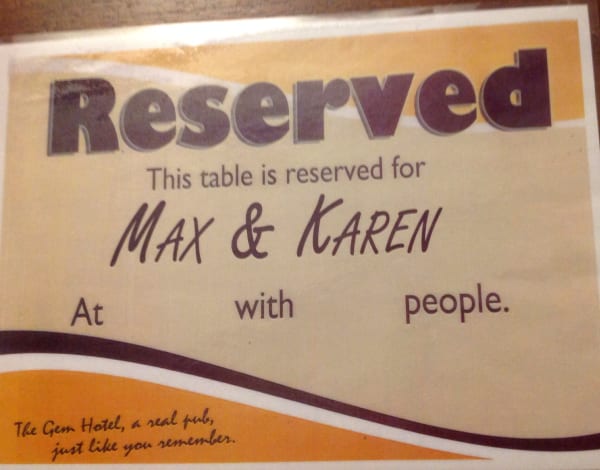 Reserved
This table is reserved for
MAX & KAREN
At with people.
The Gem Hotel, a real pub,
just like you remember.